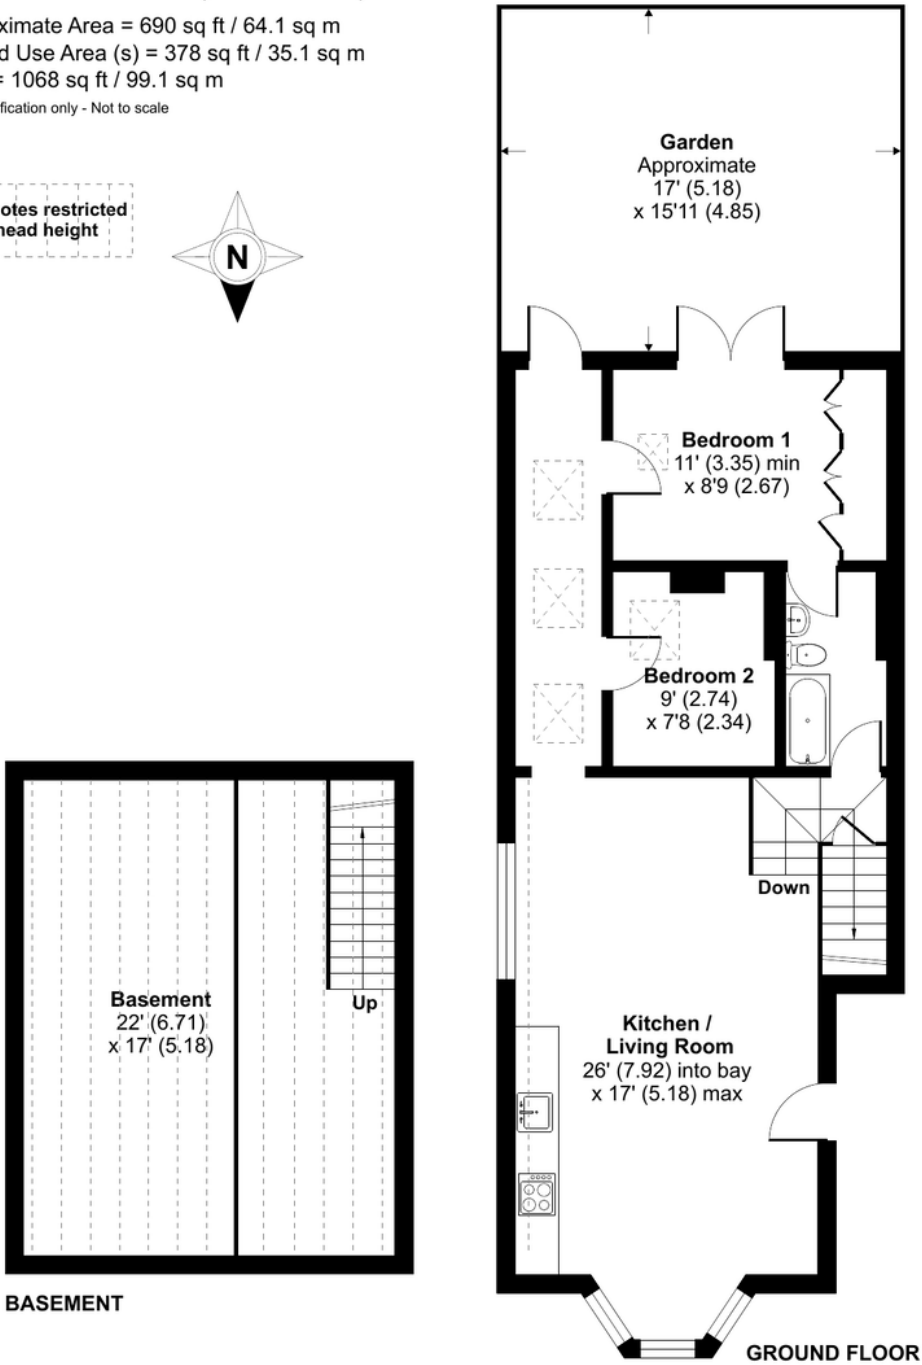 ximate Area = 690 sq ft / 64.1 sq m
d Use Area (s) = 378 sq ft / 35.1 sq m
= 1068 sq ft / 99.1 sq m
fication only - Not to scale
otes restricted
head height
N
Garden
Approximate
17' (5.18)
x 15'11 (4.85)
Bedroom 1
11' (3.35) min
x 8'9 (2.67)
Bedroom 2
9' (2.74)
x 7'8 (2.34)
Down
Kitchen /
Living Room
26' (7.92) into bay
x 17' (5.18) max
Basement
22' (6.71)
x 17' (5.18)
Up
BASEMENT
GROUND FLOOR